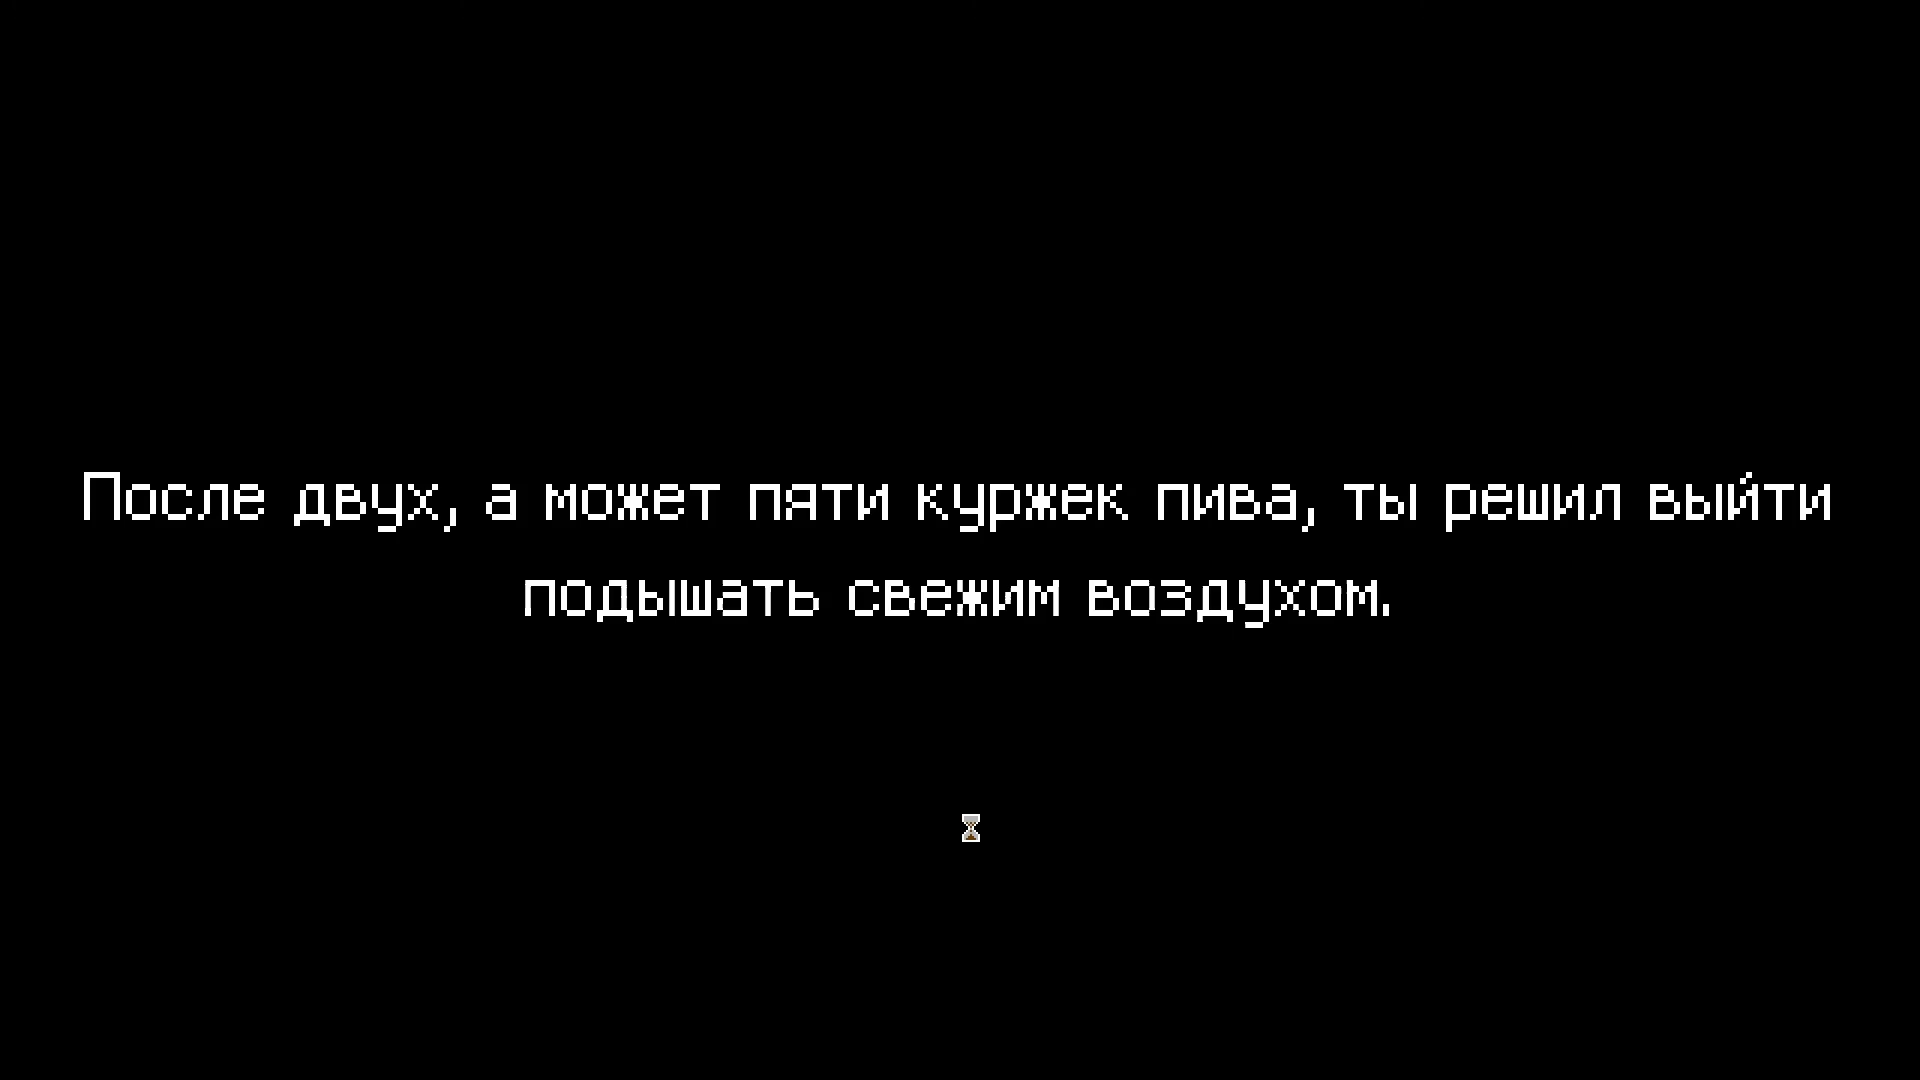 После двух, а может пяти куржек пива, ты решил выйти
подышать свежим воздухом.